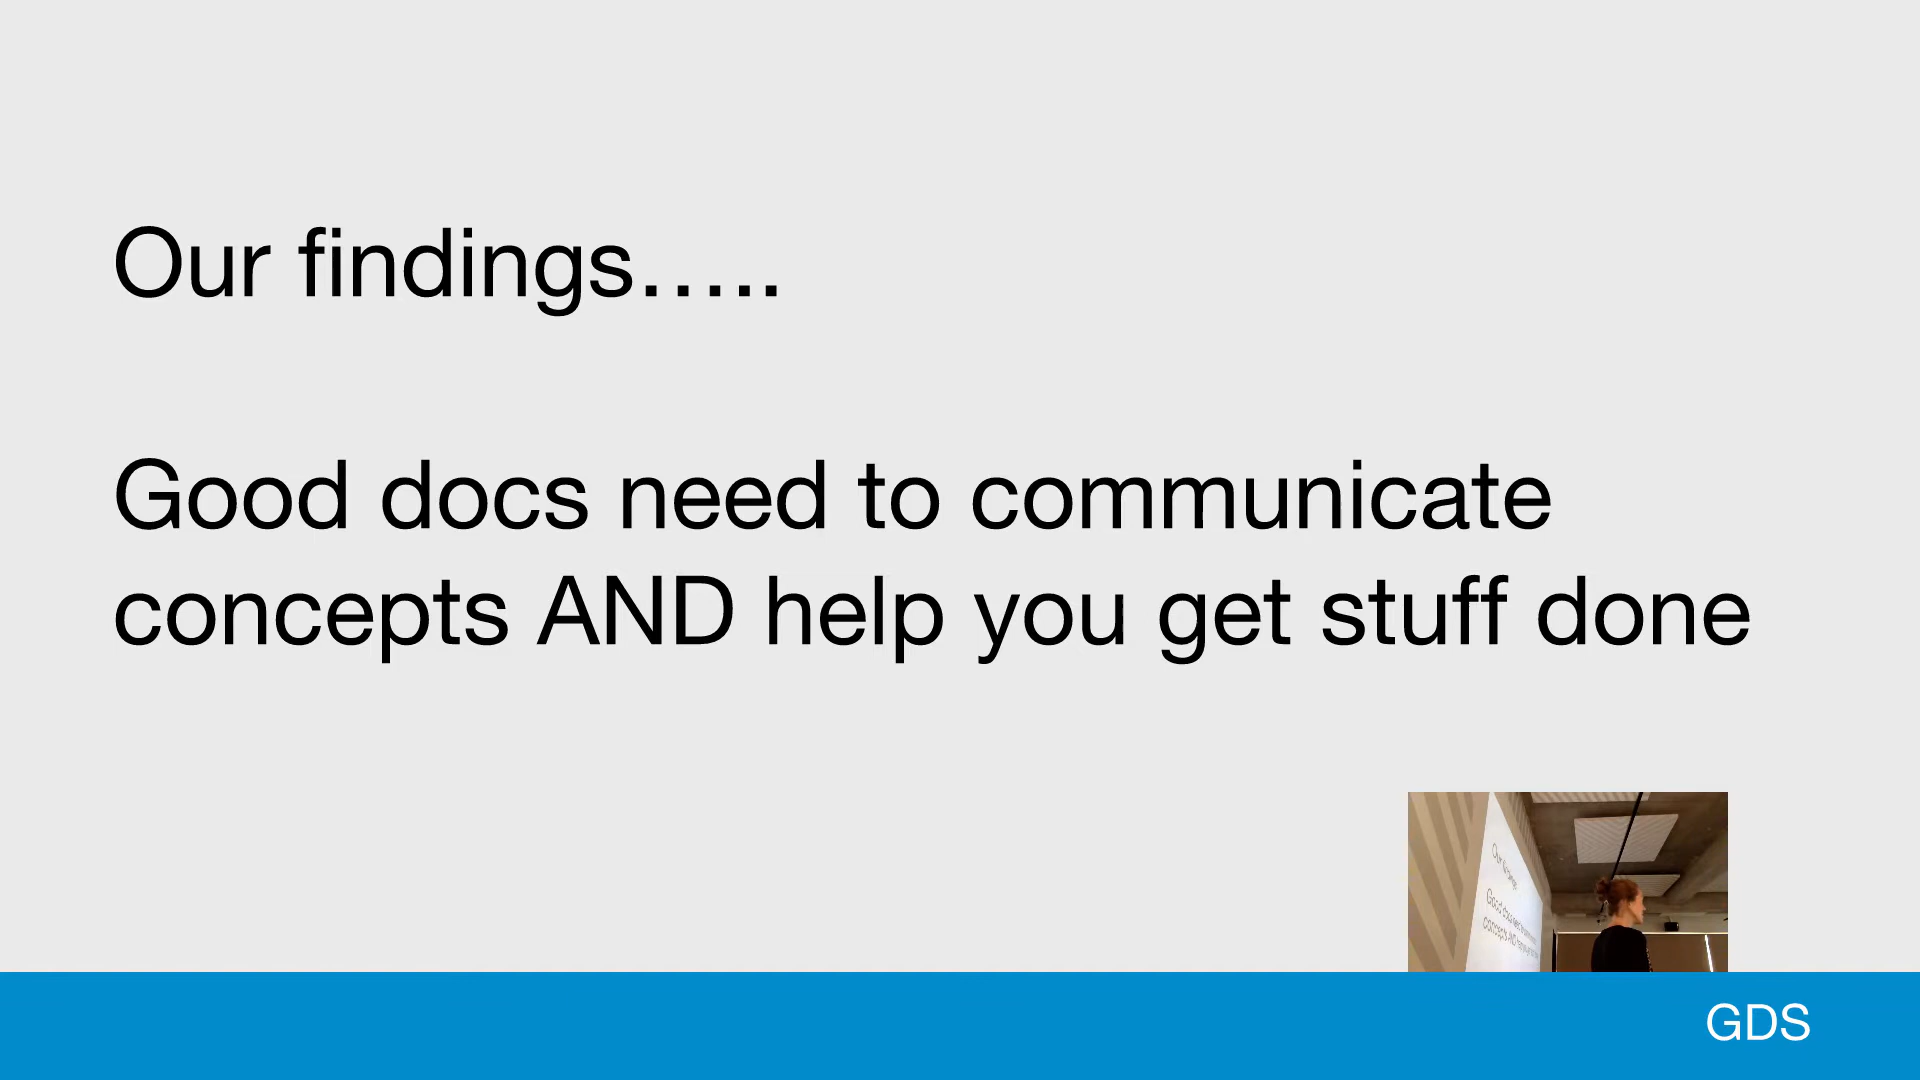 Our findings…..
Good docs need to communicate
concepts AND help you get stuff done
GDS